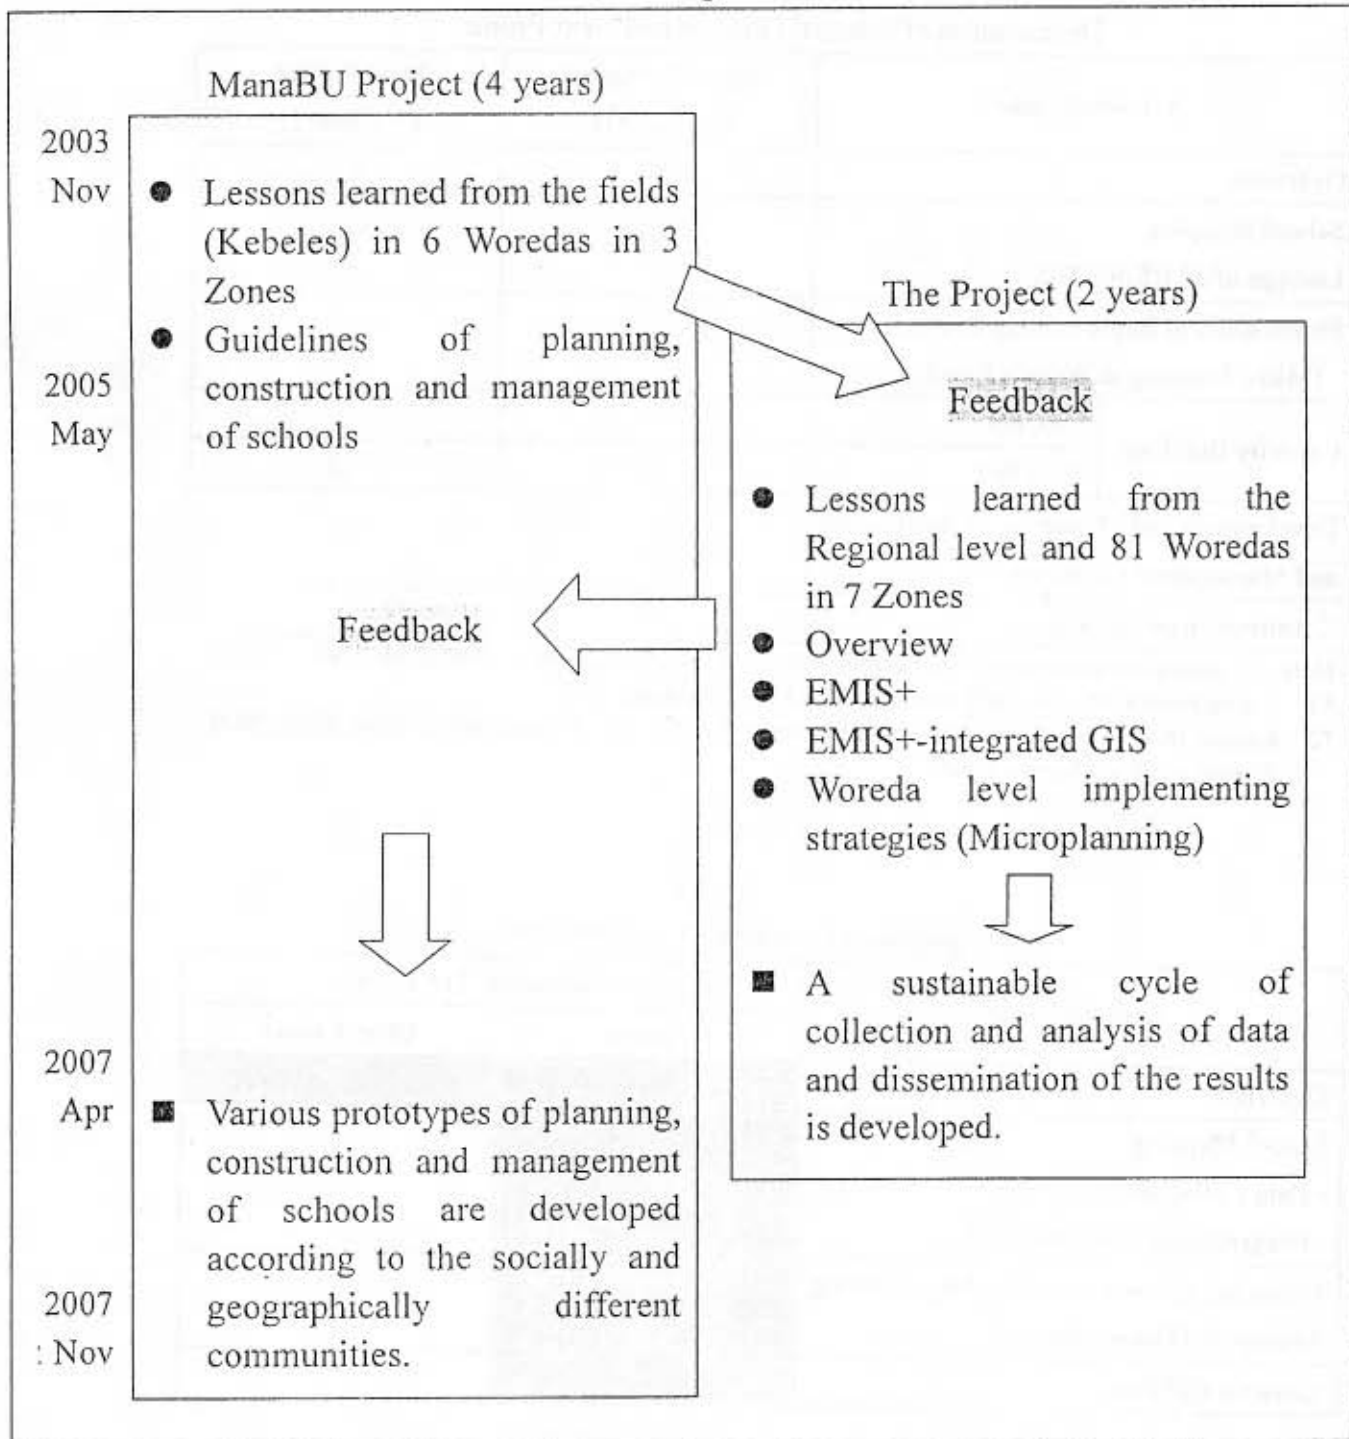 ManaBU Project (4 years)
2003
Nov
● Lessons learned from the fields
(Kebeles) in 6 Woredas in 3
Zones
● Guidelines of planning,
construction and management
of schools
2005
May
Feedback
2007
Apr
■ Various prototypes of planning,
construction and management
of schools are developed
according to the socially and
geographically different
communities.
2007
: Nov
The Project (2 years)
Feedback
● Lessons learned from the
Regional level and 81 Woredas
in 7 Zones
● Overview
● EMIS+
● EMIS+-integrated GIS
● Woreda level implementing
strategies (Microplanning)
■ A sustainable cycle of
collection and analysis of data
and dissemination of the results
is developed.